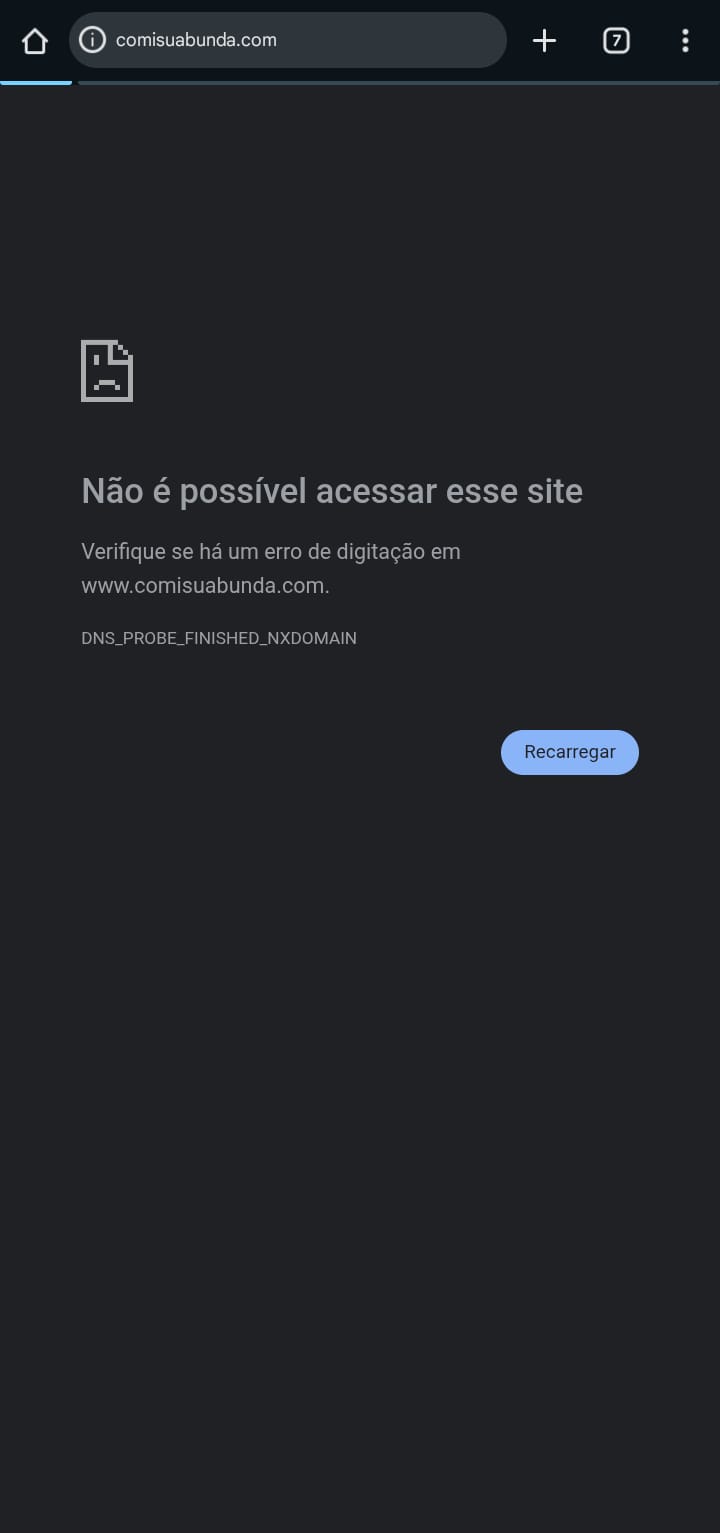 comisuabunda.com
7
Não é possível acessar esse site
Verifique se há um erro de digitação em
www.comisuabunda.com.
DNS_PROBE_FINISHED_NXDOMAIN
Recarregar